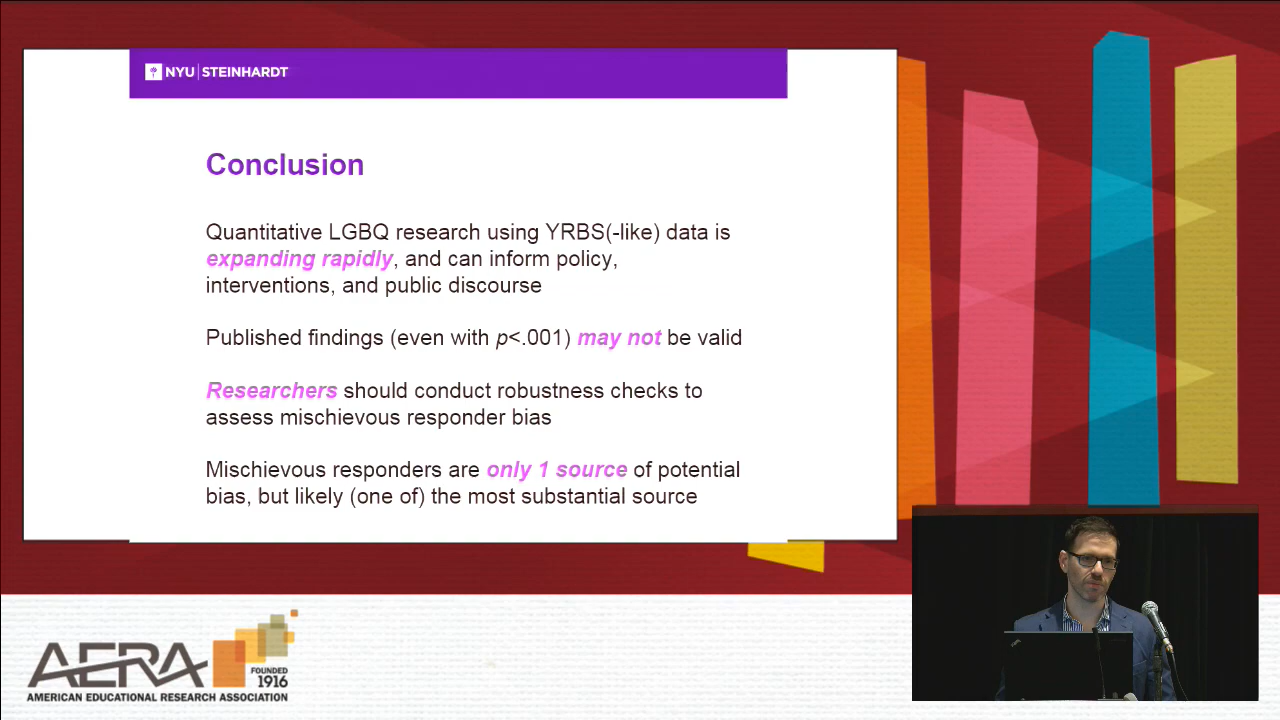 NYU | STEINHARDT
Conclusion
Quantitative LGBQ research using YRBS(-like) data is
expanding rapidly, and can inform policy,
interventions, and public discourse
Published findings (even with p<.001) may not be valid
Researchers should conduct robustness checks to
assess mischievous responder bias
Mischievous responders are only 1 source of potential
bias, but likely (one of) the most substantial source
AERA
FOUNDED
1916
AMERICAN EDUCATIONAL RESEARCH ASSOCIATION